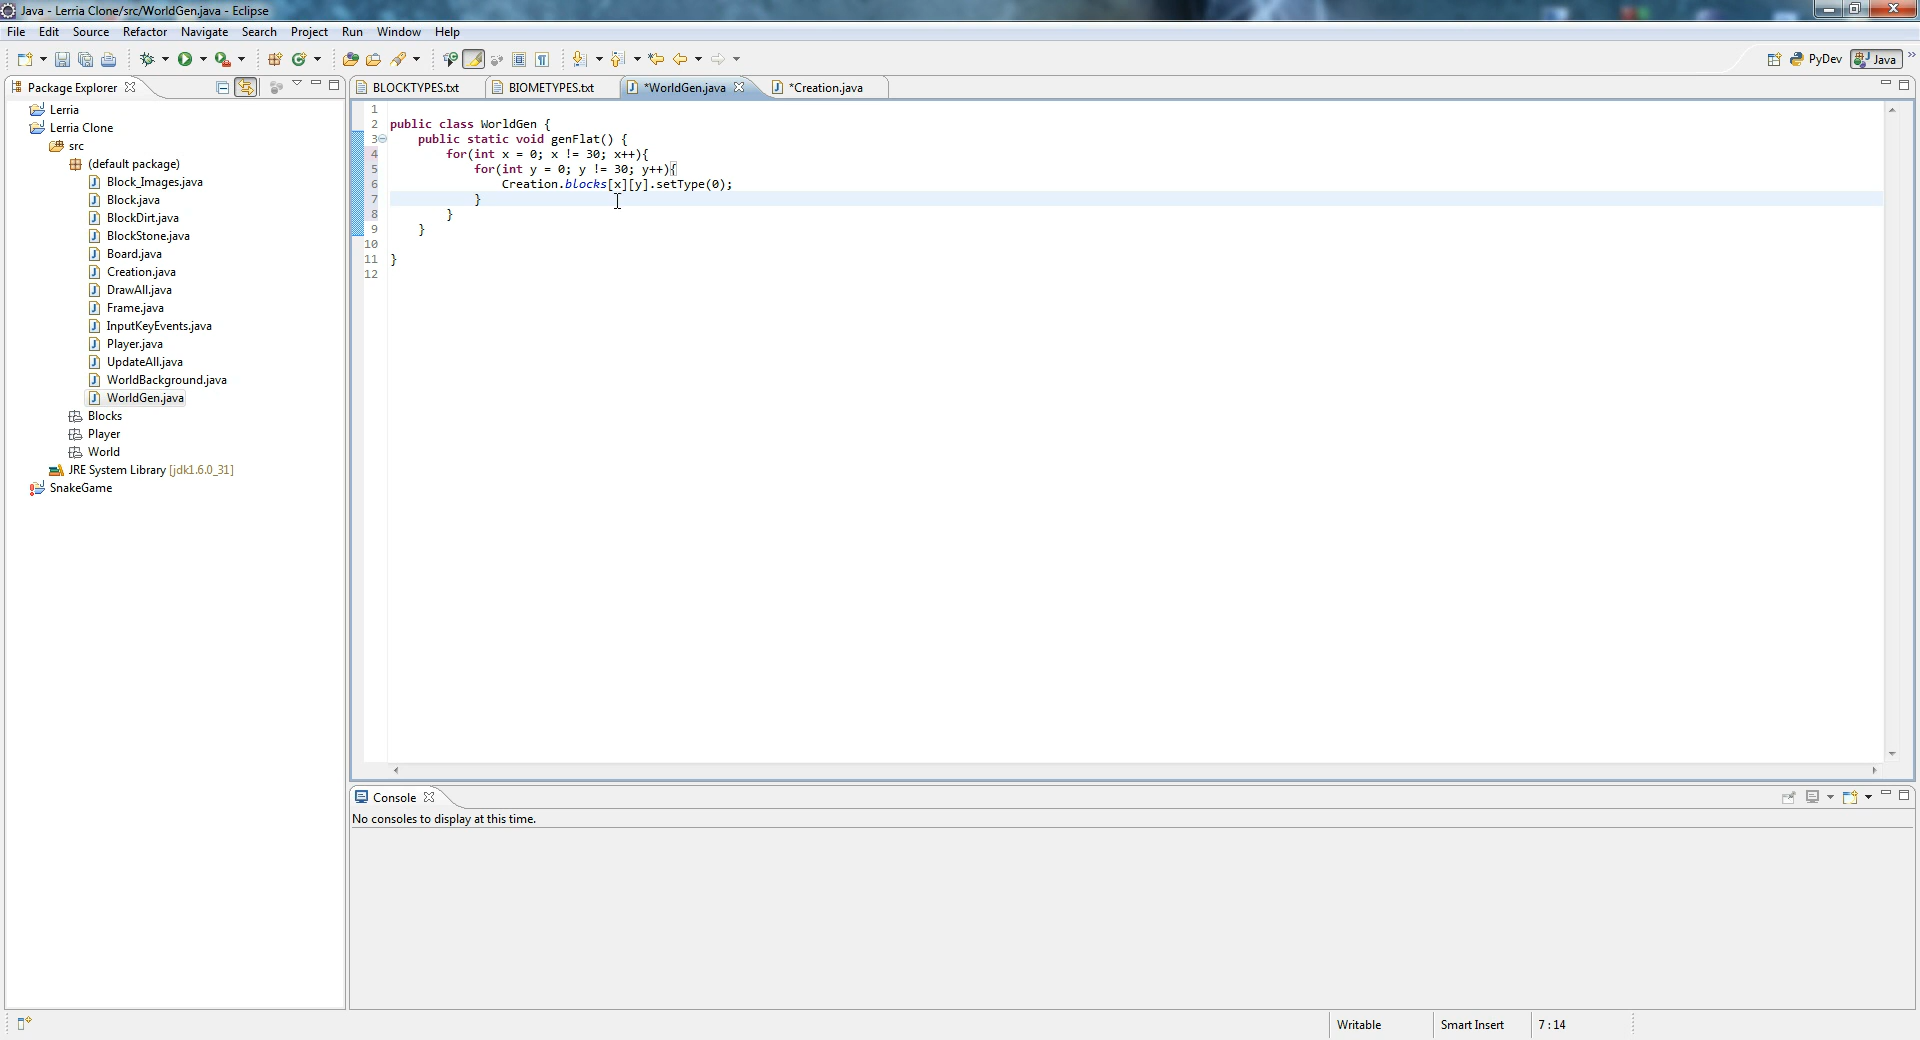 Java - Lerria Clone/src/WorldGen.java - Eclipse
File Edit Source Refactor Navigate Search Project Run Window Help
PyDev Java
Package Explorer
Lerria
Lerria Clone
src
(default package)
Block_Images.java
Block.java
BlockDirt.java
BlockStone.java
Board.java
Creation.java
DrawAll.java
Frame.java
InputKeyEvents.java
Player.java
UpdateAll.java
WorldBackground.java
WorldGen.java
Blocks
Player
World
JRE System Library [jdk1.6.0_31]
SnakeGame
BLOCKTYPES.txt BIOMETYPES.txt *WorldGen.java *Creation.java
1
2 public class WorldGen {
3 public static void genFlat() {
4 for(int x = 0; x != 30; x++){
5 for(int y = 0; y != 30; y++){
6 Creation.blocks[x][y].setType(0);
7 }
8 }
9 }
10
11 }
12
Console
No consoles to display at this time.
Writable Smart Insert 7 : 14